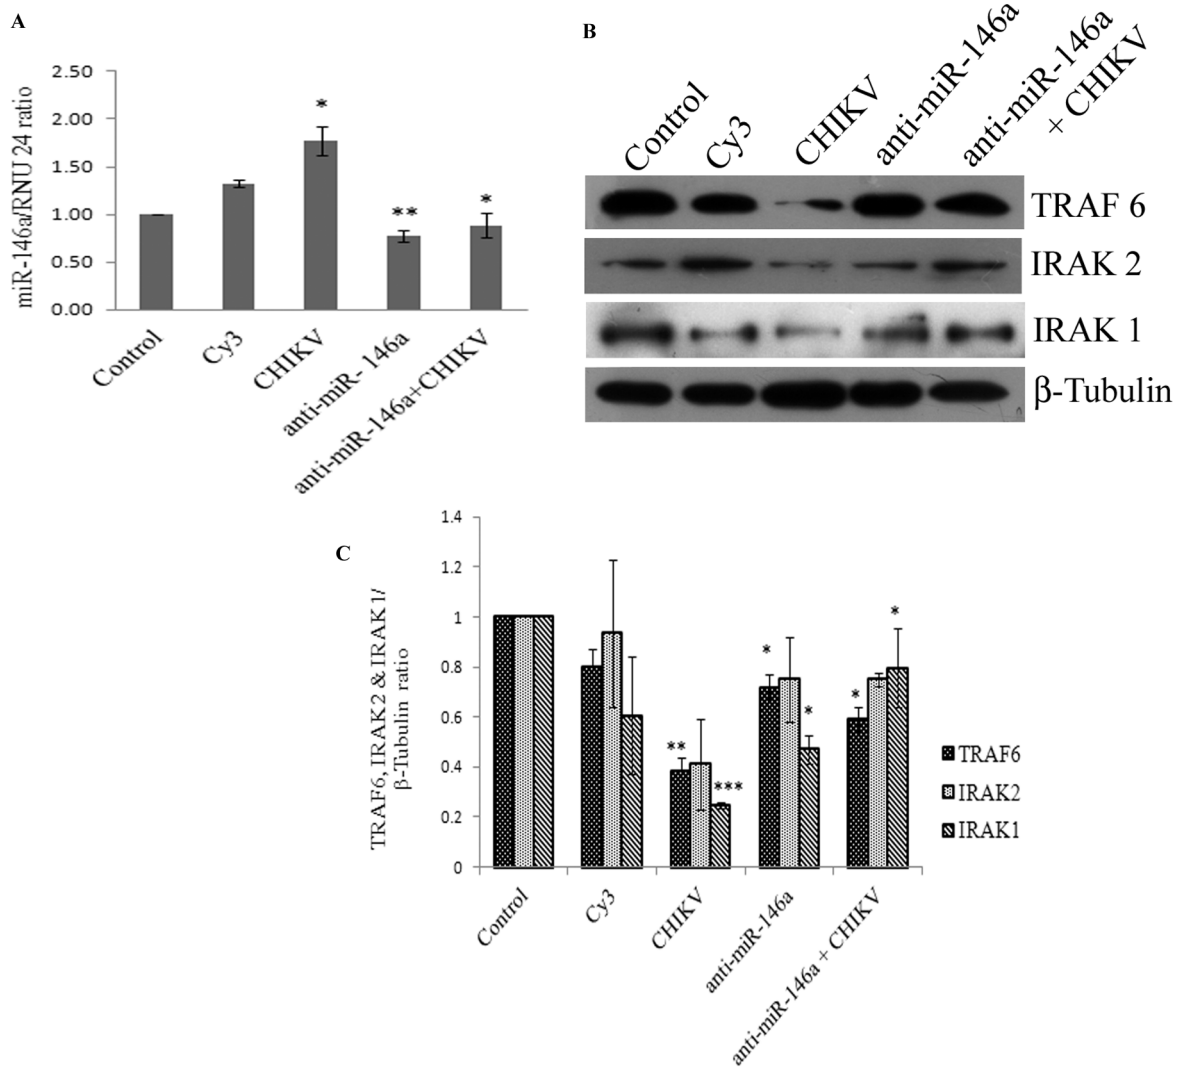 A
2.50
2.00
1.50
1.00
0.50
0.00
miR-146a/RNU 24 ratio
*
**
*
Control
Cy3
CHIKV
anti-miR- 146a
anti-miR-146a+CHIKV
B
Control
Cy3
CHIKV
anti-miR-146a
anti-miR-146a
+ CHIKV
TRAF 6
IRAK 2
IRAK 1
β-Tubulin
C
1.4
1.2
1
0.8
0.6
0.4
0.2
0
TRAF6, IRAK2 & IRAK1/
β-Tubulin ratio
**
***
*
*
*
*
Control
Cy3
CHIKV
anti-miR-146a
anti-miR-146a + CHIKV
TRAF6
IRAK2
IRAK1